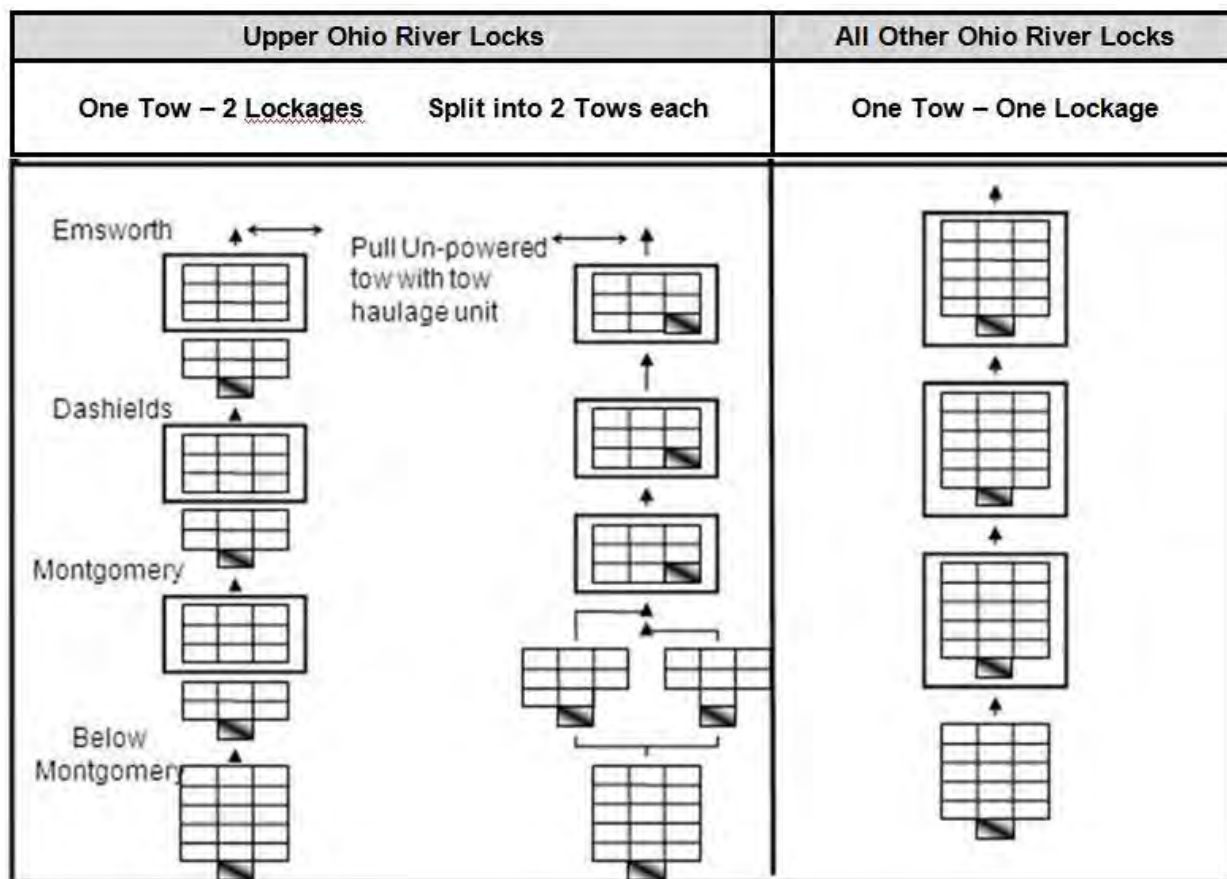 Upper Ohio River Locks
All Other Ohio River Locks
One Tow – 2 Lockages
Split into 2 Tows each
One Tow – One Lockage
Emsworth
Pull Un-powered
tow with tow
haulage unit
Dashields
Montgomery
Below
Montgomery